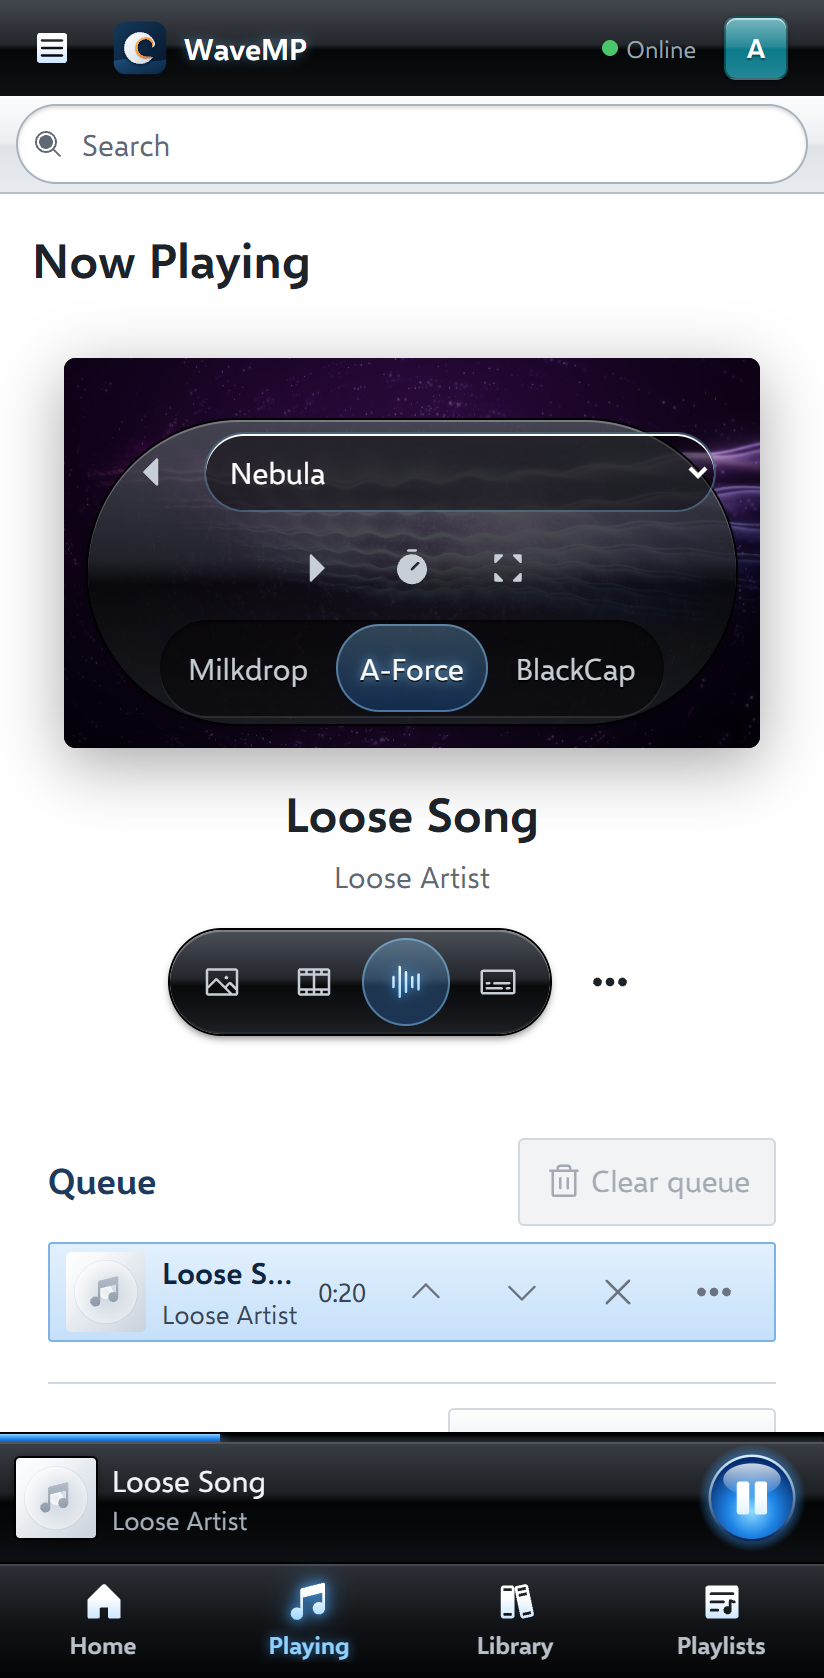 WaveMP
Online
A
Search
Now Playing
Nebula
Milkdrop
A-Force
BlackCap
Loose Song
Loose Artist
Queue
Clear queue
Loose S...
Loose Artist
0:20
Loose Song
Loose Artist
Home
Playing
Library
Playlists